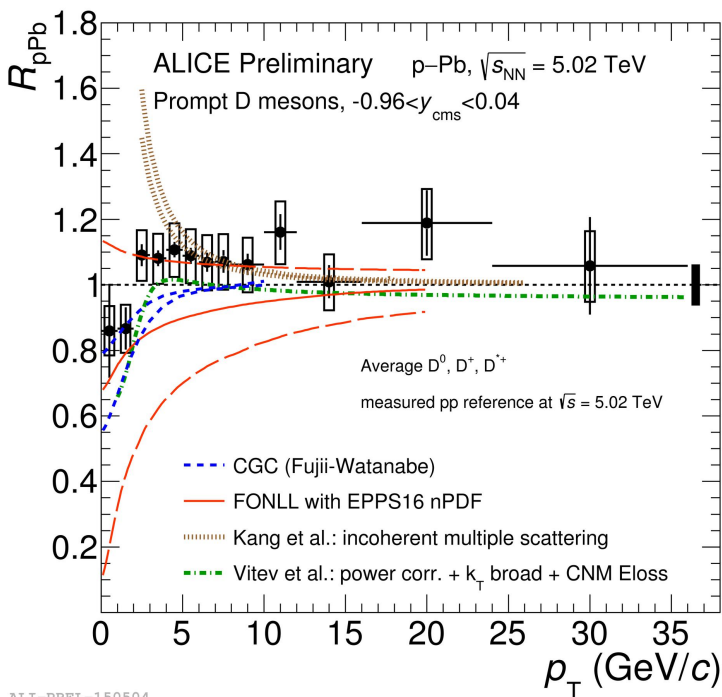 R_pPb
1.8
1.6
1.4
1.2
1
0.8
0.6
0.4
0.2
ALICE Preliminary p–Pb, √s_NN = 5.02 TeV
Prompt D mesons, -0.96<y_cms<0.04
Average D⁰, D⁺, D*⁺
measured pp reference at √s = 5.02 TeV
CGC (Fujii-Watanabe)
FONLL with EPPS16 nPDF
Kang et al.: incoherent multiple scattering
Vitev et al.: power corr. + k_T broad + CNM Eloss
0 5 10 15 20 25 30 35
p_T (GeV/c)